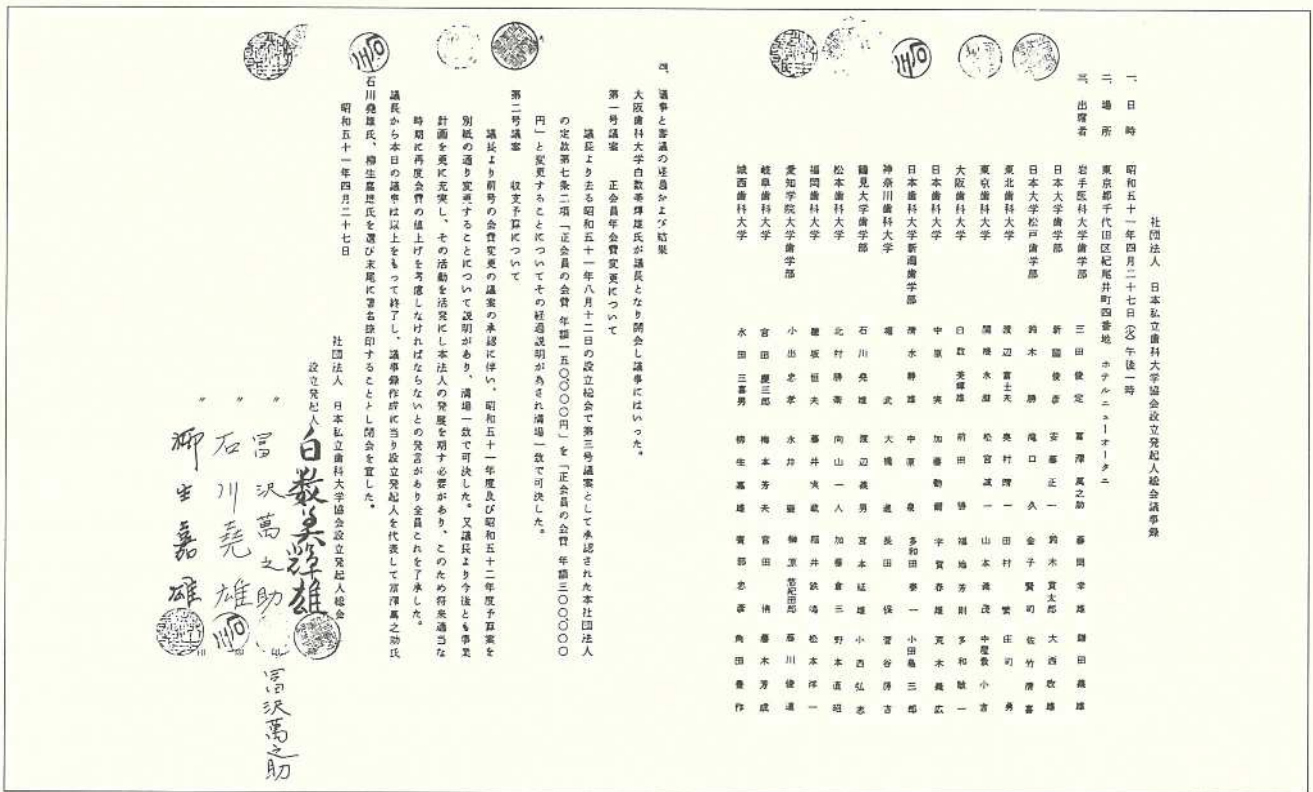 社団法人 日本私立歯科大学協会設立発起人総会議事録
一、日時 昭和五十一年四月二十七日(火)午後一時
二、場所 東京都千代田区紀尾井町四番地 ホテルニューオータニ
三、出席者
岩手医科大学歯学部 三田俊定 冨澤萬之助 藤岡幸雄 鎌田義雄
日本大学歯学部 新國俊彦 安藤正一 鈴木貫太郎 大西政雄
日本大学松戸歯学部 鈴木勝 滝口久 金子賢司 佐竹清喜
東北歯科大学 渡辺富士夫 奥村晴一 田村繁 庄司勇
東京歯科大学 関根永滋 松宮誠一 山本義茂 中屋敷小吉
大阪歯科大学 白数美輝雄 前田勝 福地芳則 多和敏一
日本歯科大学 中原実 加藤勤爾 宇賀春雄 荒木義広
日本歯科大学新潟歯学部 清水静雄 中原泉 多和田泰一 小田島三郎
神奈川歯科大学 武 大橋 長田保 菅谷勝吉
鶴見大学歯学部 石川堯雄 渡辺義男 宮本延雄 小西弘志
松本歯科大学 北村勝衛 向山一人 加藤倉三 野本直昭
福岡歯科大学 穂坂恒夫 藤井実蔵 稲井鉄鳴 松本洋一
愛知学院大学歯学部 小出忠孝 永井 榊原悠紀田郎 藤川俊道
岐阜歯科大学 宮田慶三郎 梅本芳夫 宮田侑 藤木芳成
城西歯科大学 水田三喜男 柳生嘉雄 賓部忠彦 角田豊作
四、議事と審議の経過および結果
大阪歯科大学白数美輝雄氏が議長となり開会し議事にはいった。
第一号議案 正会員年会費変更について
議長より去る昭和五十一年八月十二日の設立総会で第三号議案として承認された本社団法人
の定款第七条二項「正会員の会費 年額一五〇、〇〇〇円」を「正会員の会費 年額三〇〇、〇〇〇
円」と変更することについてその経過説明が為され満場一致で可決した。
第二号議案 収支予算について
議長より前号の会費変更の議案の承認に伴い、昭和五十一年度及び昭和五十二年度予算案を
別紙の通り変更することについて説明があり、満場一致で可決した。又議長より今後とも事業
計画を更に充実し、その活動を活発にし本法人の発展を期す必要があり、このため将来適当な
時期に再度会費の値上げを考慮しなければならないとの発言があり全員これを了承した。
議長から本日の議事は以上をもって終了し、議事録作成に当り設立発起人を代表して冨澤萬之助氏
石川堯雄氏、柳生嘉雄氏を選び末尾に署名捺印することとし閉会を宣した。
昭和五十一年四月二十七日
社団法人 日本私立歯科大学協会設立発起人総会
設立発起人 白数美輝雄
〃 冨沢萬之助 冨沢萬之助
〃 石川堯雄
〃 柳生嘉雄